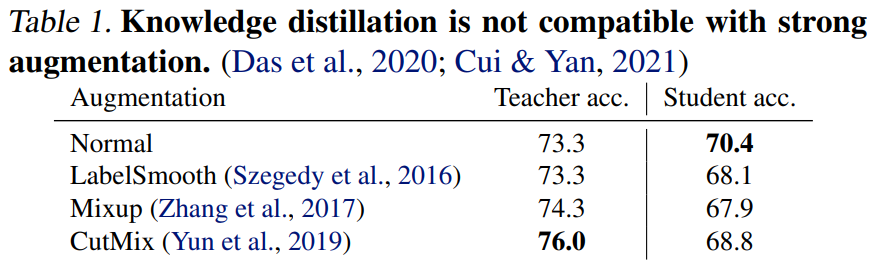 Table 1. Knowledge distillation is not compatible with strong
augmentation. (Das et al., 2020; Cui & Yan, 2021)
Augmentation Teacher acc. Student acc.
Normal 73.3 70.4
LabelSmooth (Szegedy et al., 2016) 73.3 68.1
Mixup (Zhang et al., 2017) 74.3 67.9
CutMix (Yun et al., 2019) 76.0 68.8